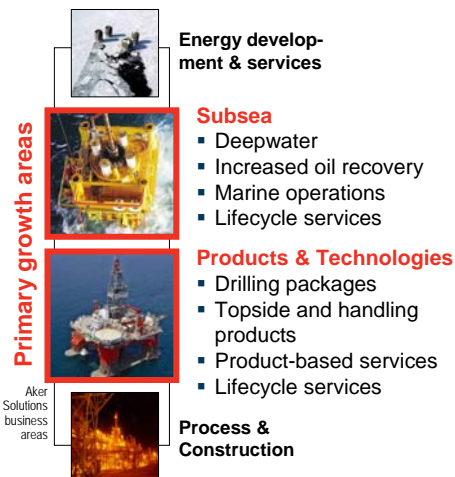 Energy develop-
ment & services
Primary growth areas
Subsea
▪ Deepwater
▪ Increased oil recovery
▪ Marine operations
▪ Lifecycle services
Products & Technologies
▪ Drilling packages
▪ Topside and handling
products
▪ Product-based services
▪ Lifecycle services
Aker
Solutions
business
areas
Process &
Construction